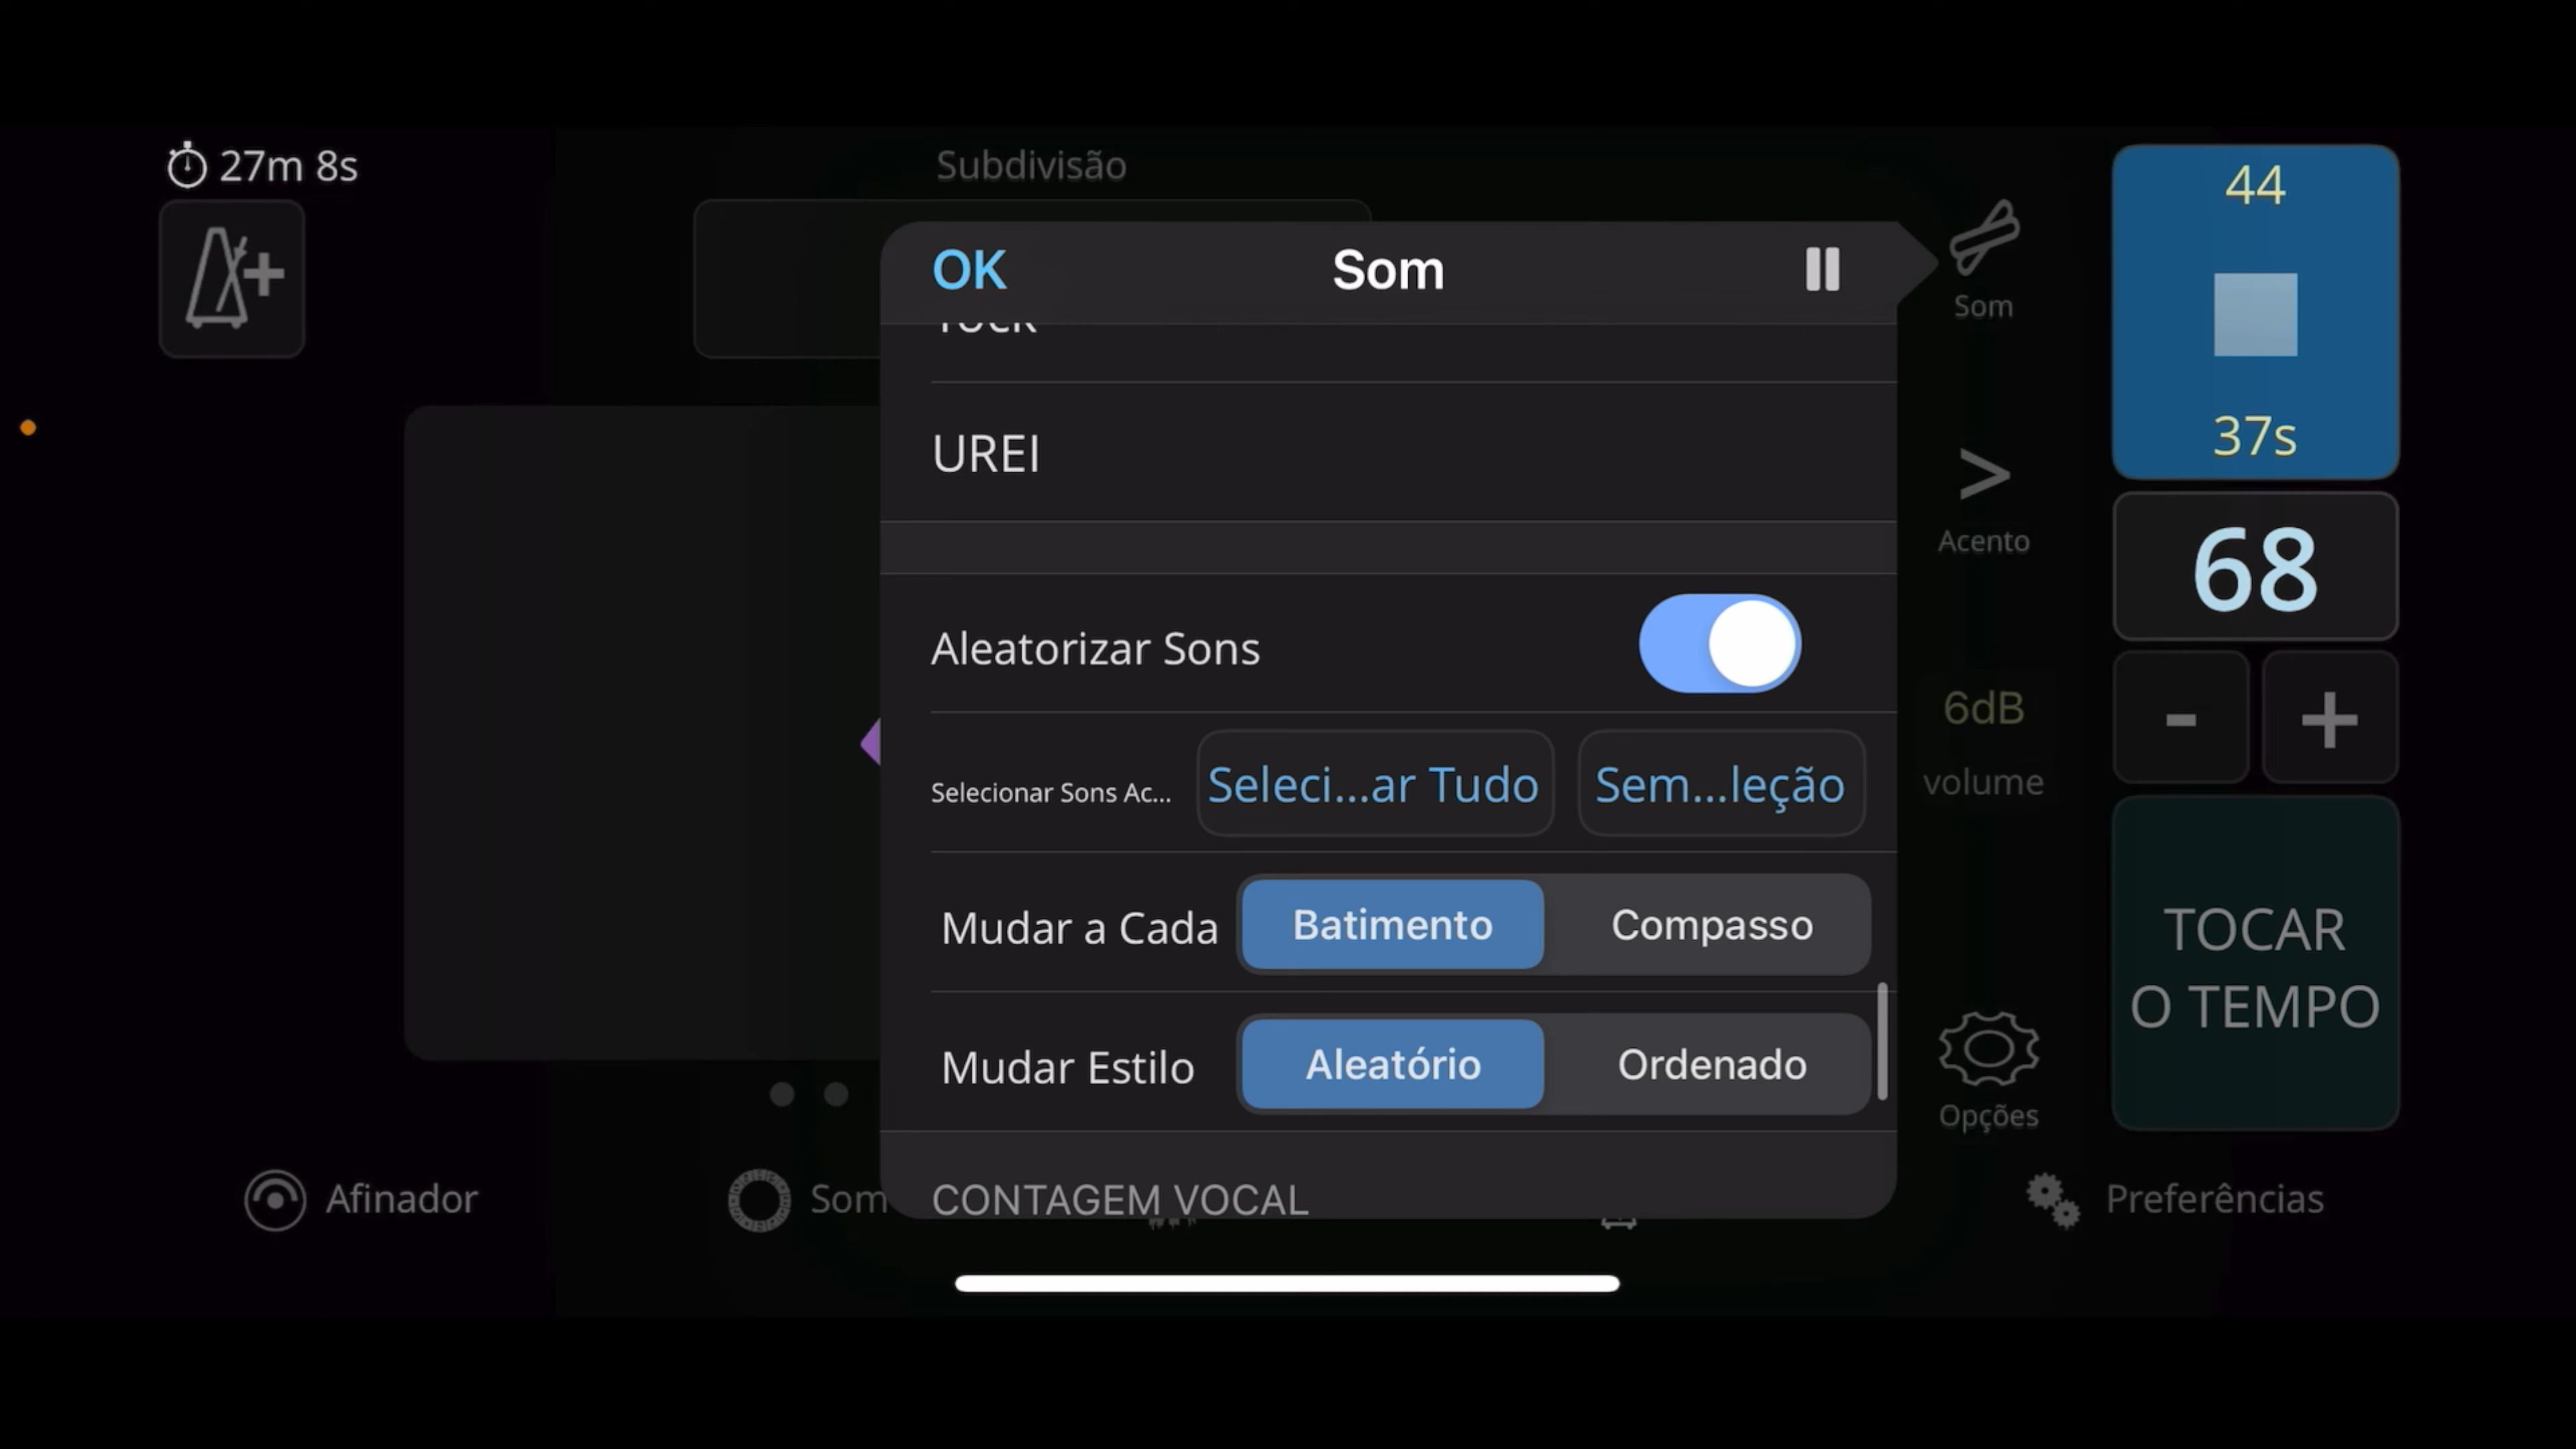 27m 8s
Subdivisão
44
37s
OK
Som
Som
UREI
Acento
68
Aleatorizar Sons
6dB
volume
-
+
Selecionar Sons Ac...
Seleci...ar Tudo
Sem...leção
Mudar a Cada
Batimento
Compasso
TOCAR
O TEMPO
Mudar Estilo
Aleatório
Ordenado
Opções
CONTAGEM VOCAL
Afinador
Som
Preferências